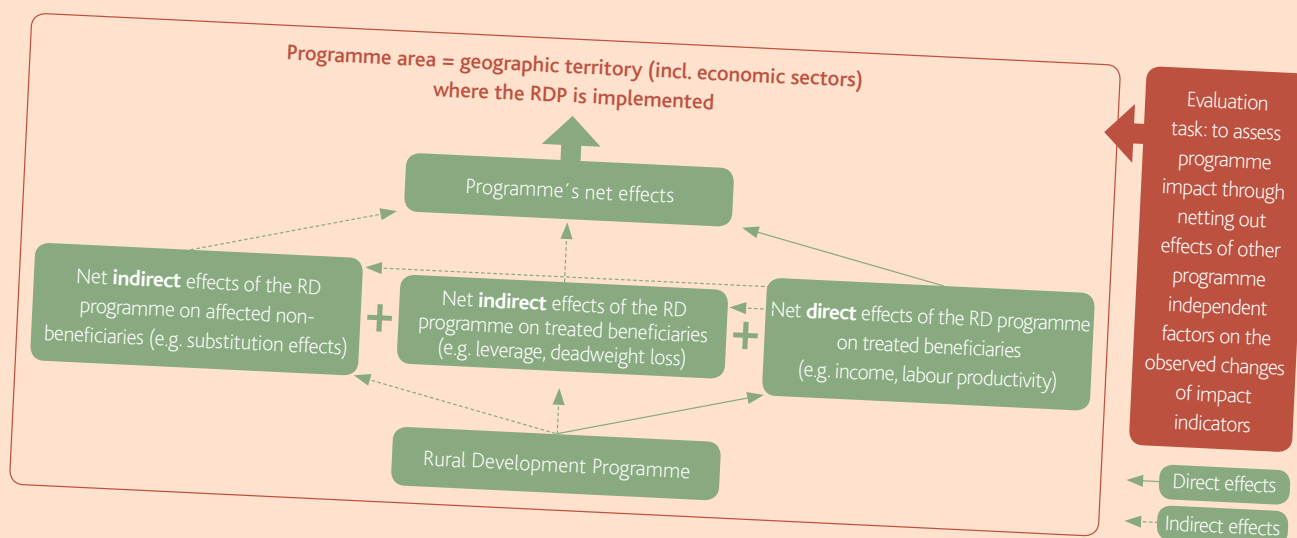 Programme area = geographic territory (incl. economic sectors)
where the RDP is implemented
Programme´s net effects
Net indirect effects of the RD
programme on affected non-
beneficiaries (e.g. substitution effects)
+
Net indirect effects of the RD
programme on treated beneficiaries
(e.g. leverage, deadweight loss)
+
Net direct effects of the RD programme
on treated beneficiaries
(e.g. income, labour productivity)
Rural Development Programme
Evaluation
task: to assess
programme
impact through
netting out
effects of other
programme
independent
factors on the
observed changes
of impact
indicators
Direct effects
Indirect effects